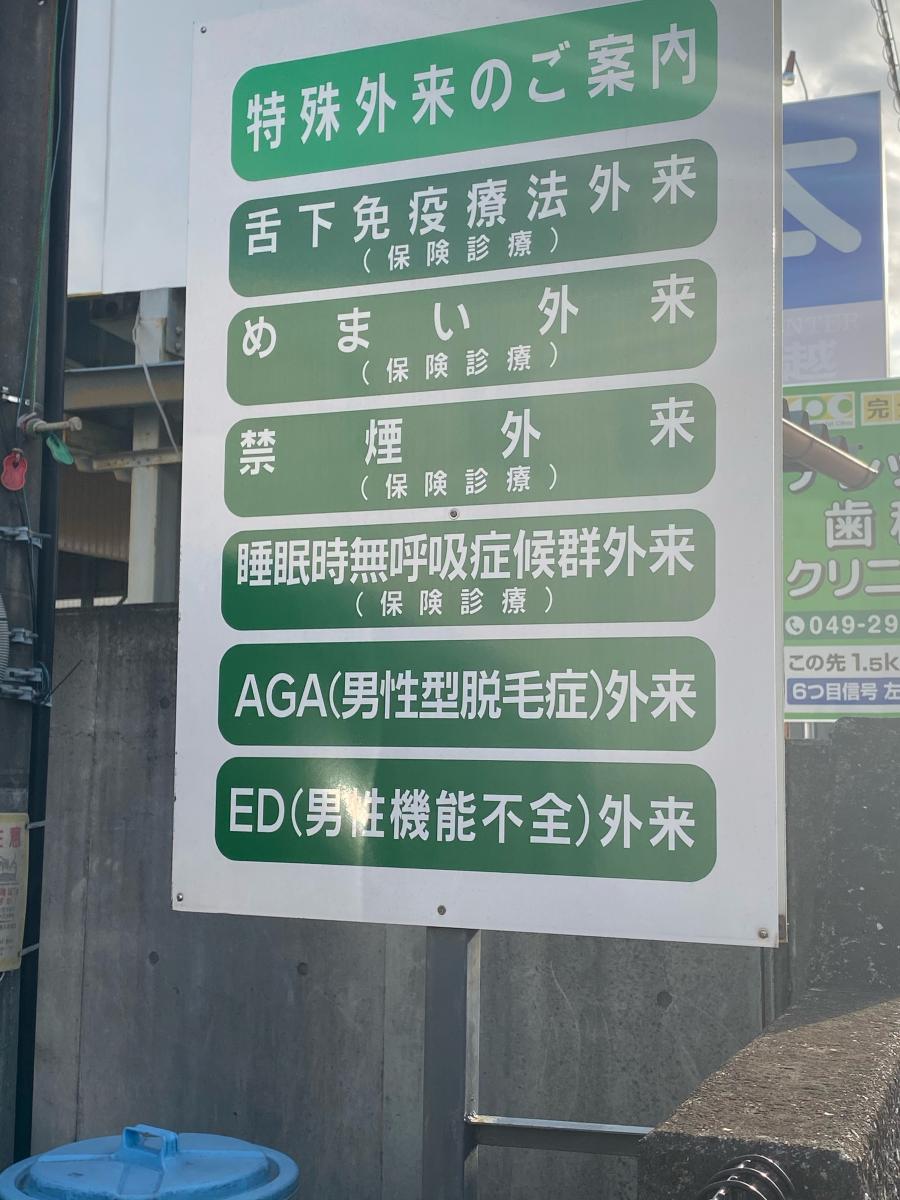 特殊外来のご案内
舌下免疫療法外来
(保険診療)
めまい外来
(保険診療)
禁煙外来
(保険診療)
睡眠時無呼吸症候群外来
(保険診療)
AGA(男性型脱毛症)外来
ED(男性機能不全)外来
越
完
歯
クリニ
049-29
この先1.5k
6つ目信号 左